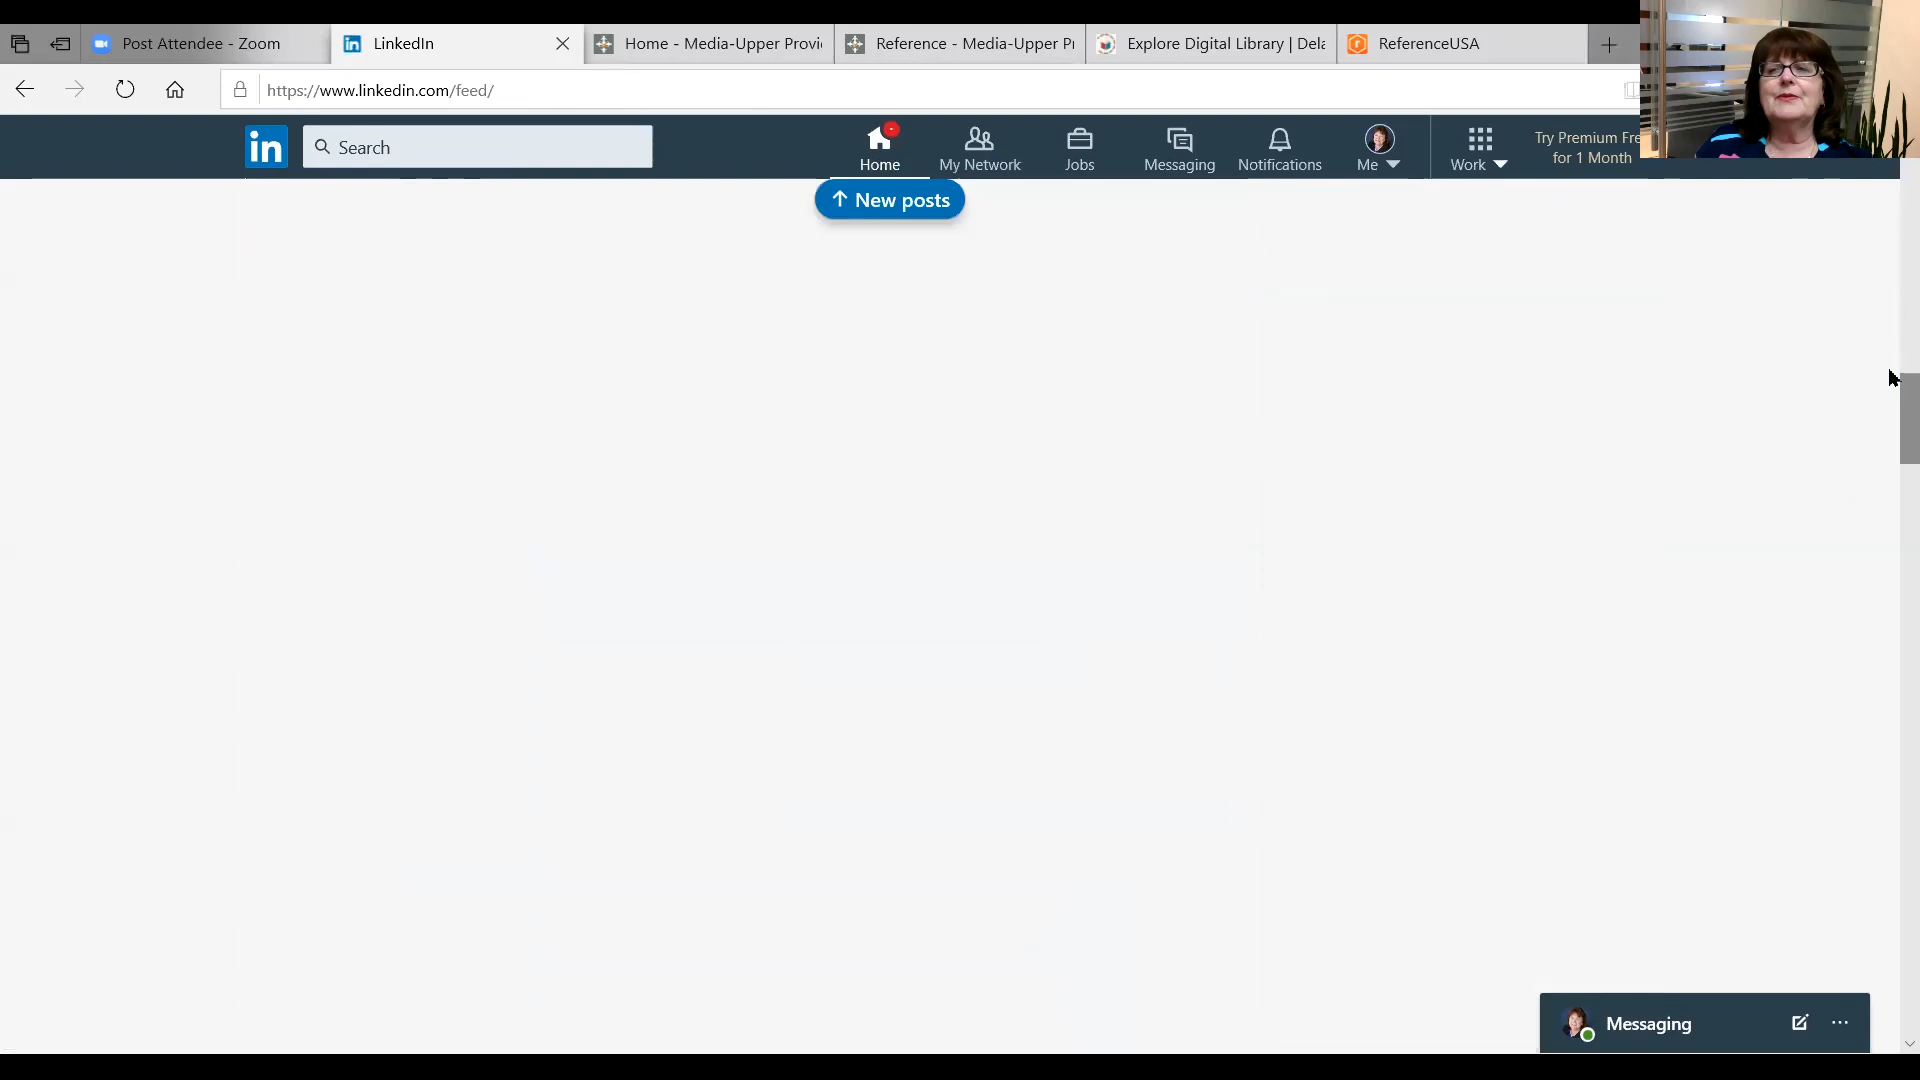 Post Attendee - Zoom
LinkedIn
Home - Media-Upper Provi
Reference - Media-Upper Pr
Explore Digital Library | Dela
ReferenceUSA
https://www.linkedin.com/feed/
in
Search
Home
My Network
Jobs
Messaging
Notifications
Me
Work
Try Premium Fre
for 1 Month
New posts
Messaging